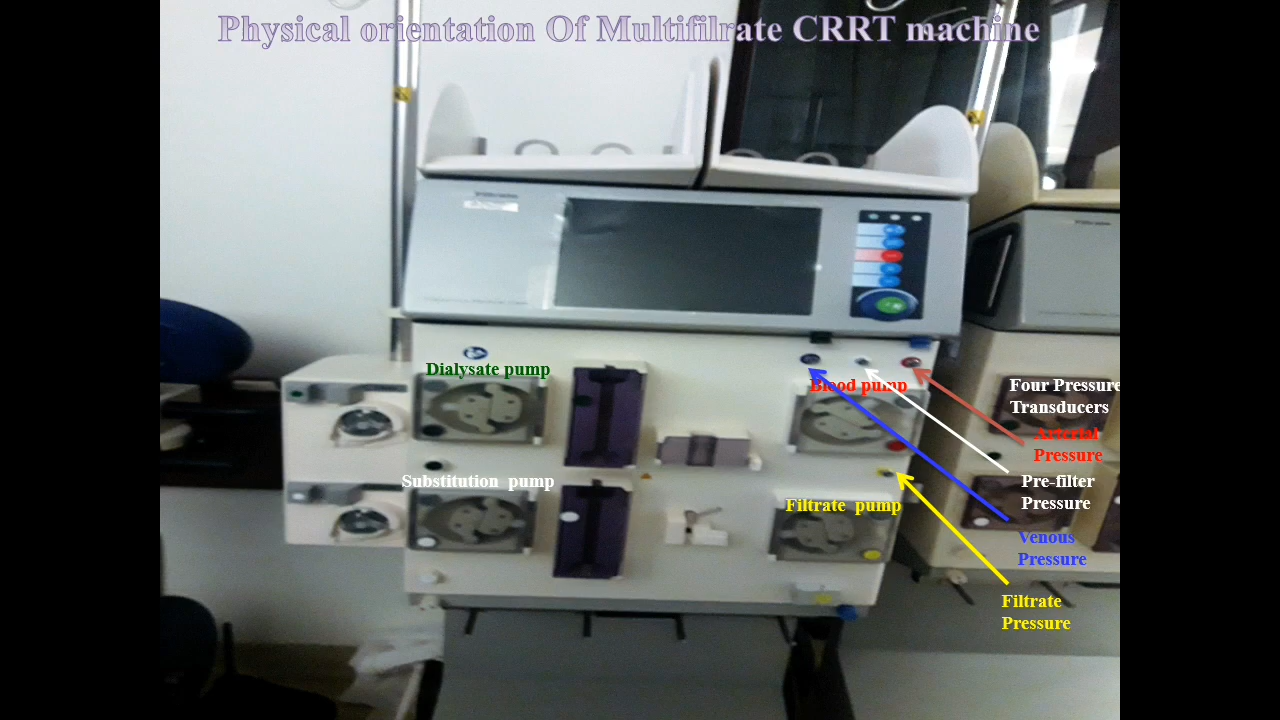 Physical orientation Of Multifilrate CRRT machine
Dialysate pump
Blood pump
Four Pressure
Transducers
Arterial
Pressure
Substitution pump
Pre-filter
Pressure
Filtrate pump
Venous
Pressure
Filtrate
Pressure